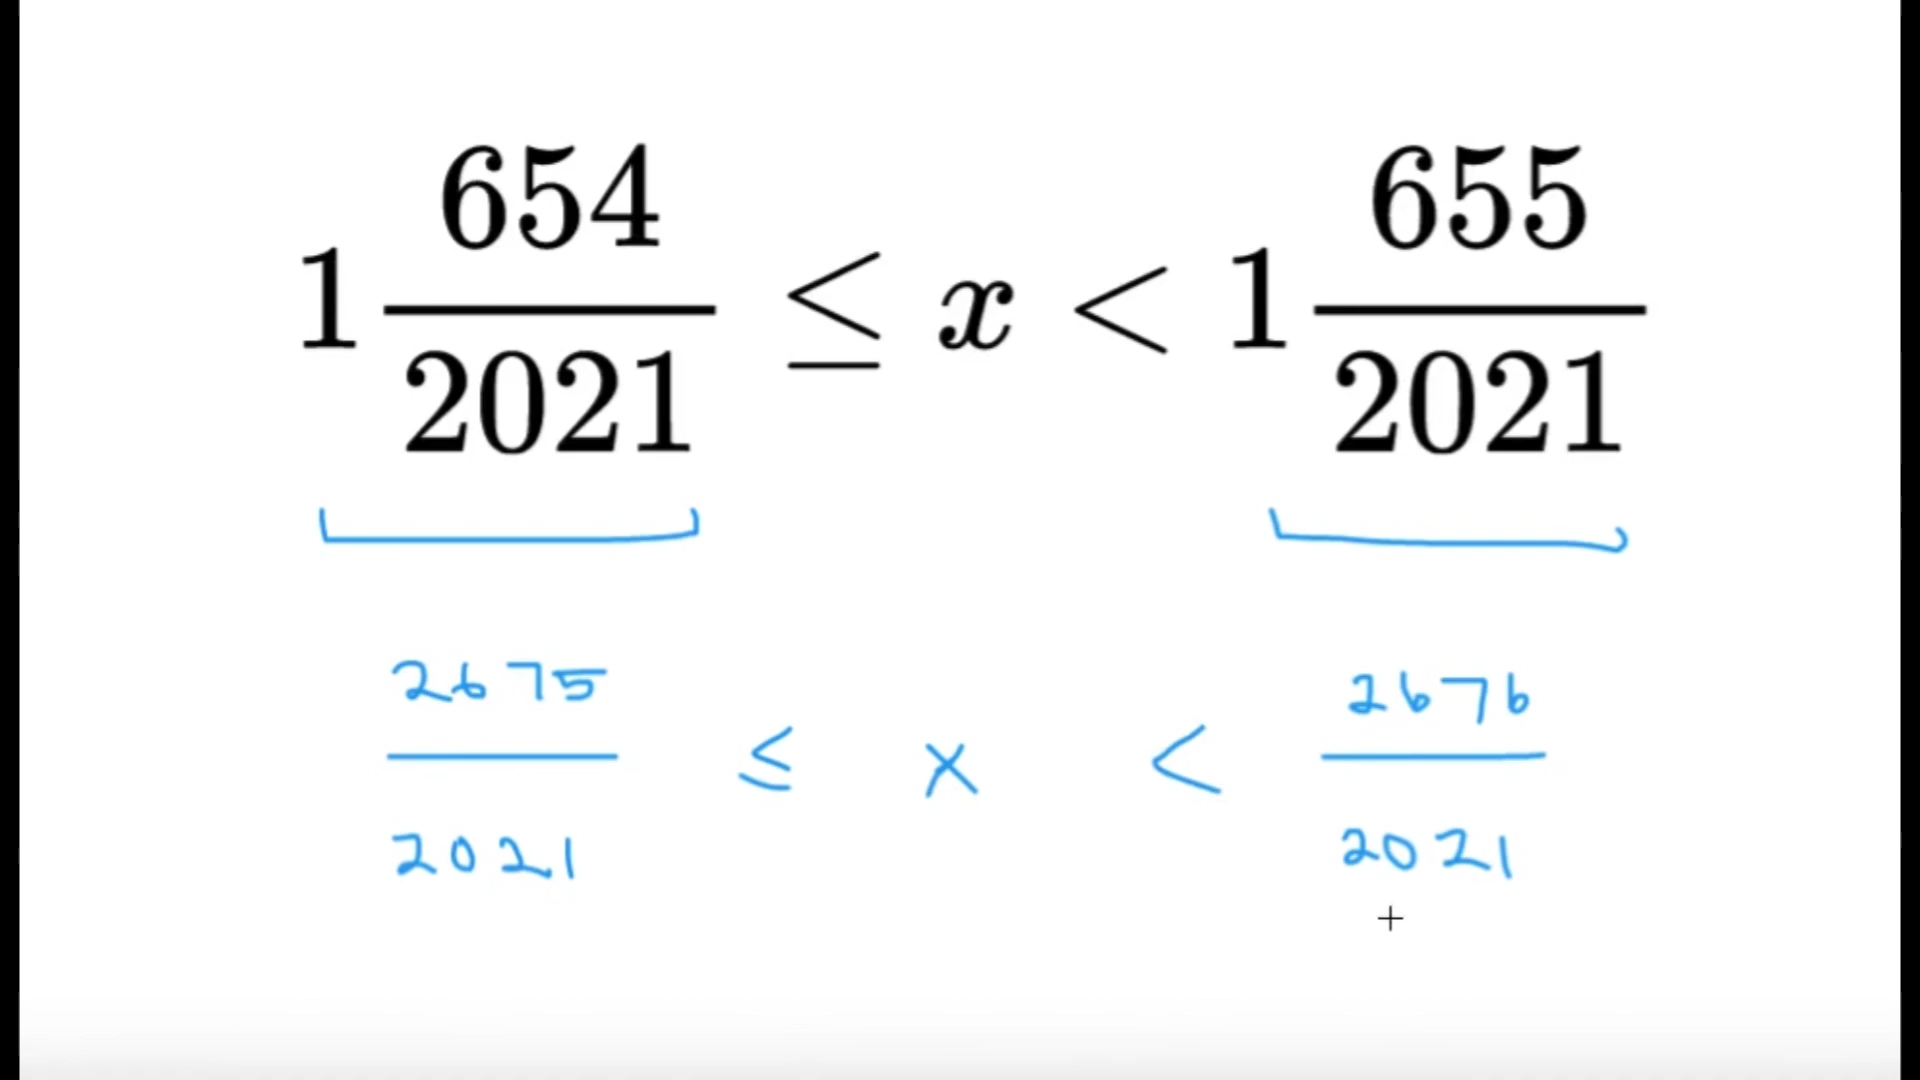 1 654/2021 ≤ x < 1 655/2021
2675/2021 ≤ x < 2676/2021